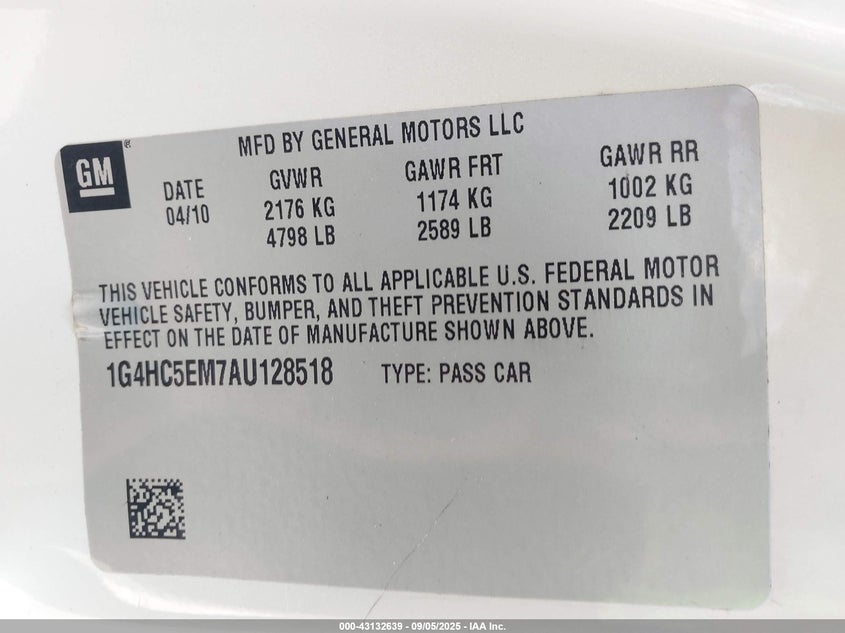 MFD BY GENERAL MOTORS LLC
GM®
DATE GVWR GAWR FRT GAWR RR
04/10 2176 KG 1174 KG 1002 KG
4798 LB 2589 LB 2209 LB
THIS VEHICLE CONFORMS TO ALL APPLICABLE U.S. FEDERAL MOTOR
VEHICLE SAFETY, BUMPER, AND THEFT PREVENTION STANDARDS IN
EFFECT ON THE DATE OF MANUFACTURE SHOWN ABOVE.
1G4HC5EM7AU128518 TYPE: PASS CAR
000-43132639 - 09/05/2025 - IAA Inc.